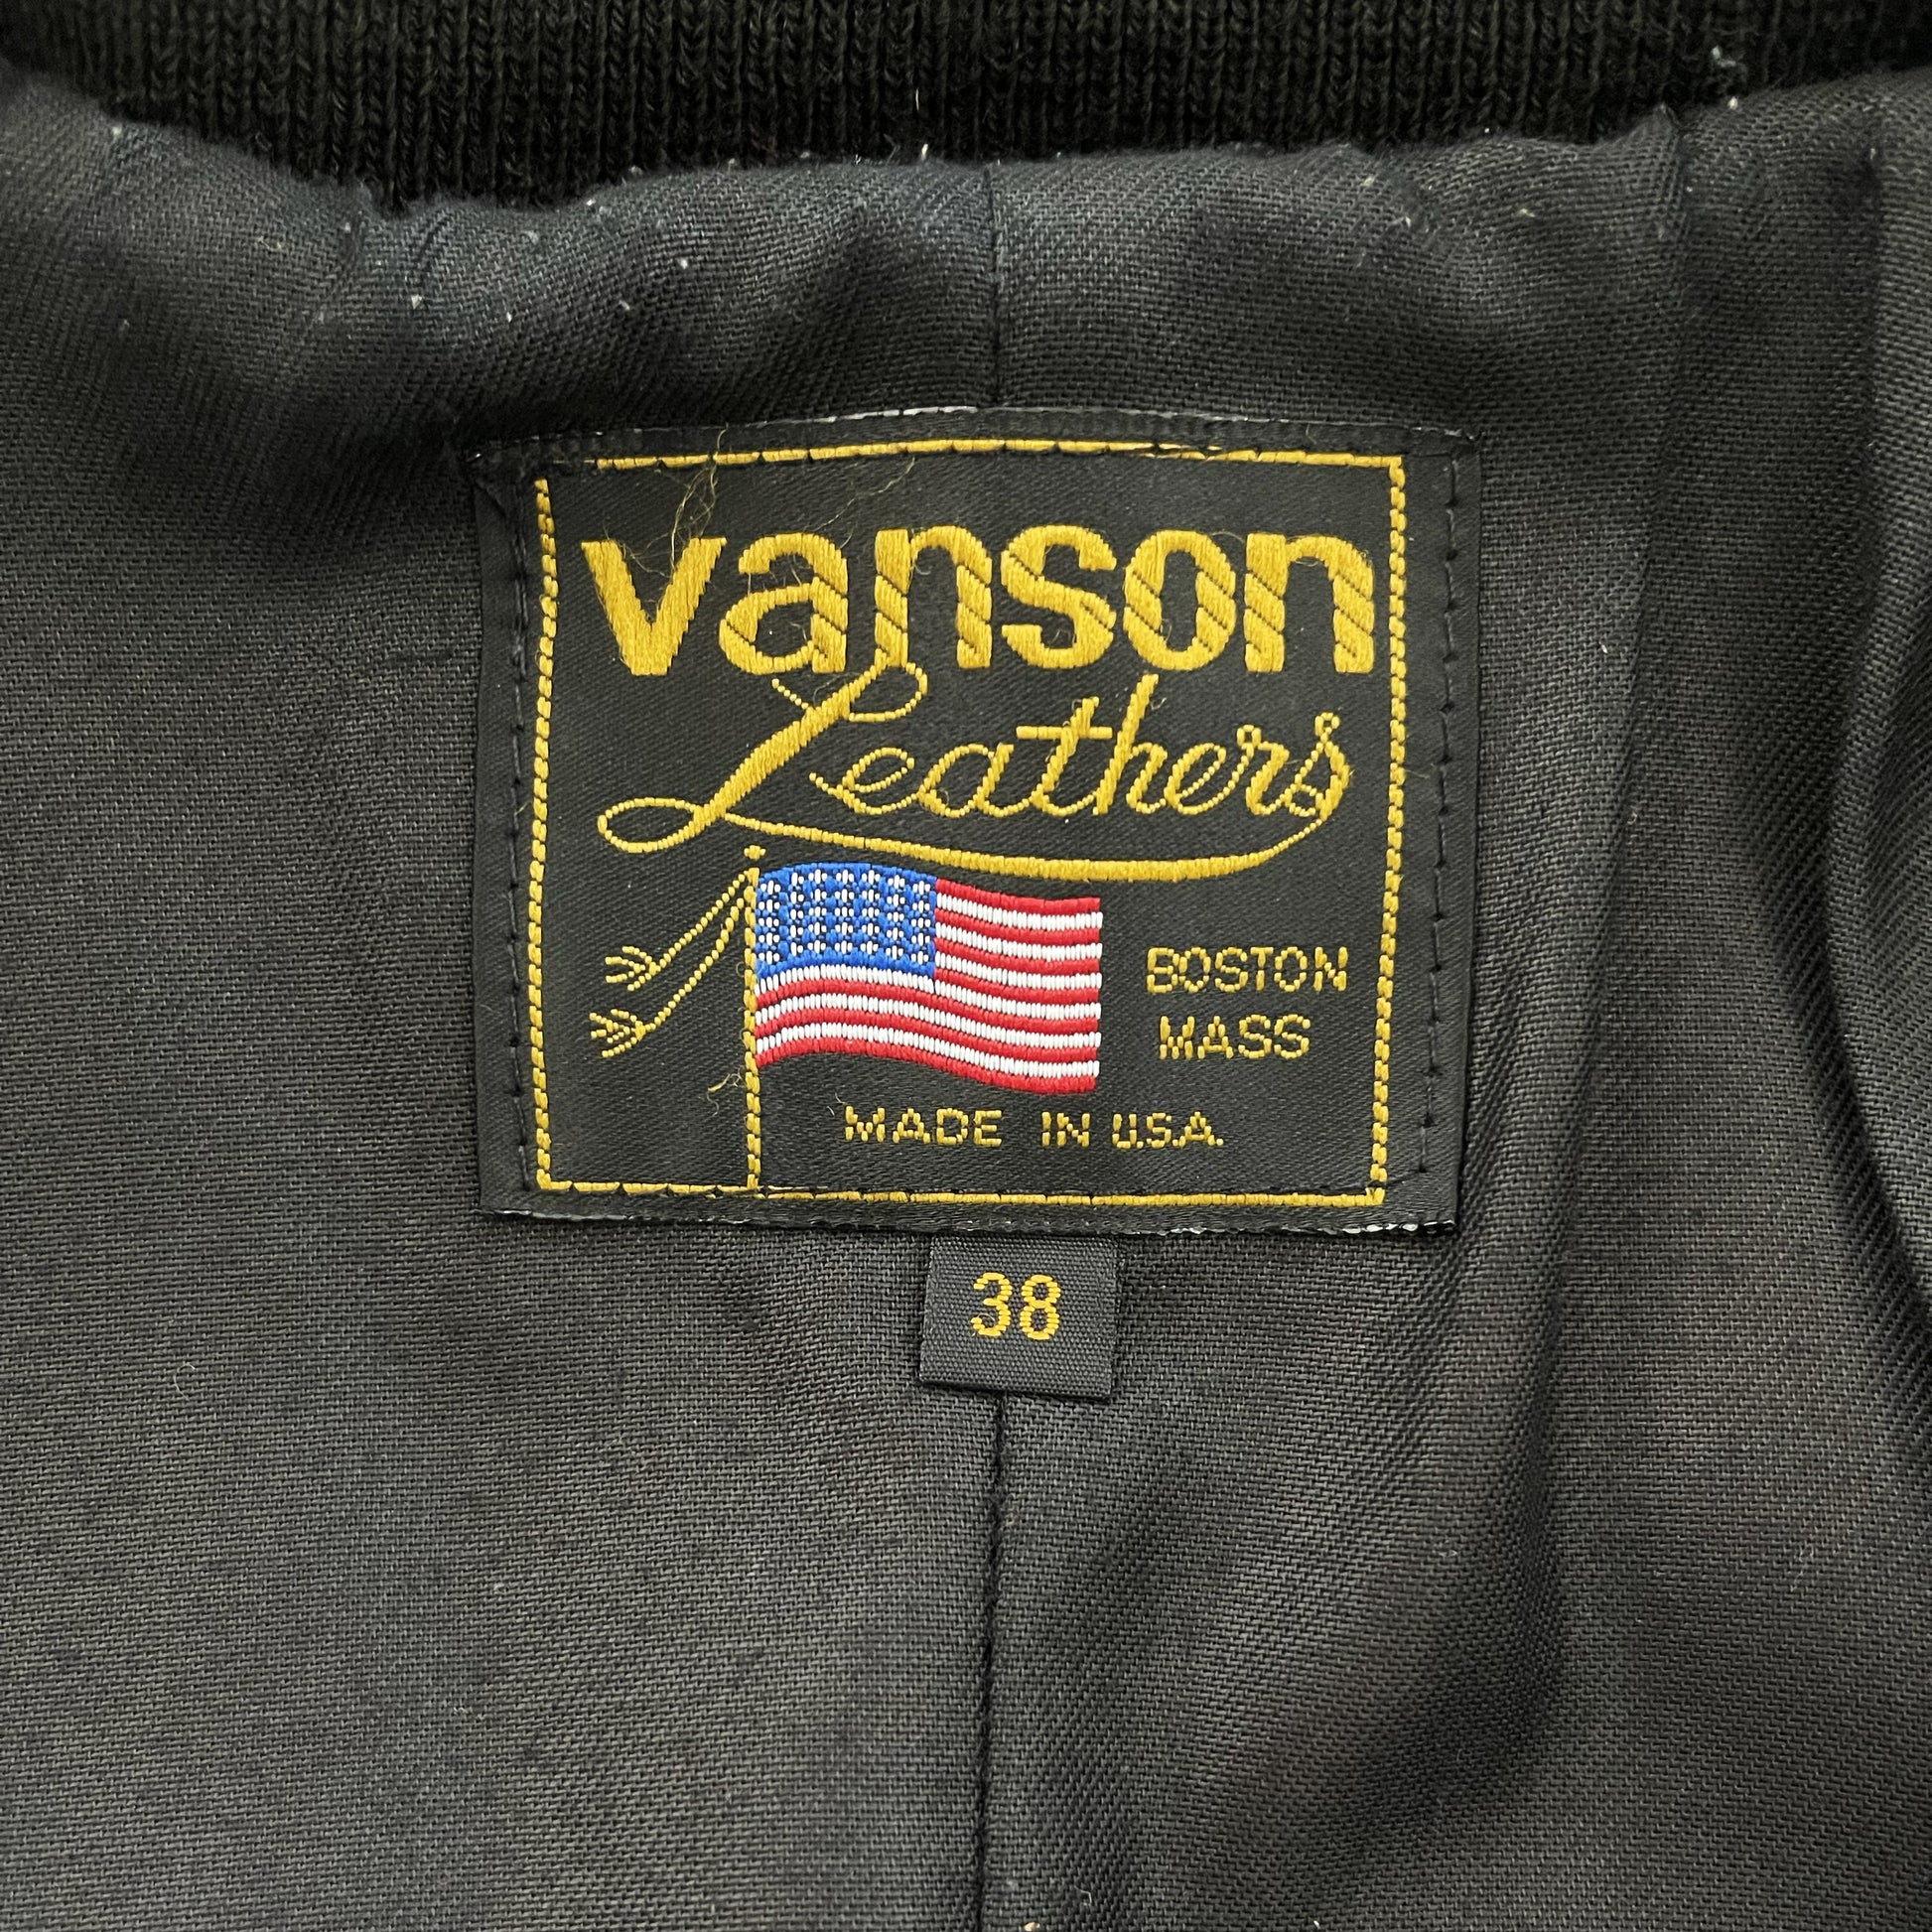 vanson
Leathers
BOSTON
MASS
MADE IN U.S.A.
38